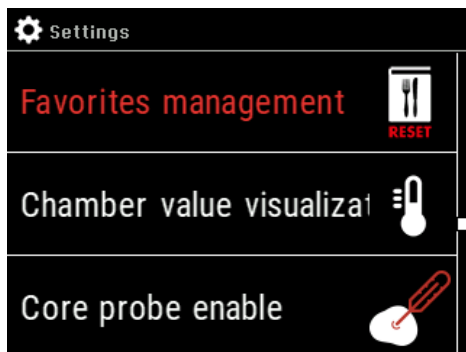 Settings
Favorites management
RESET
Chamber value visualizat
Core probe enable